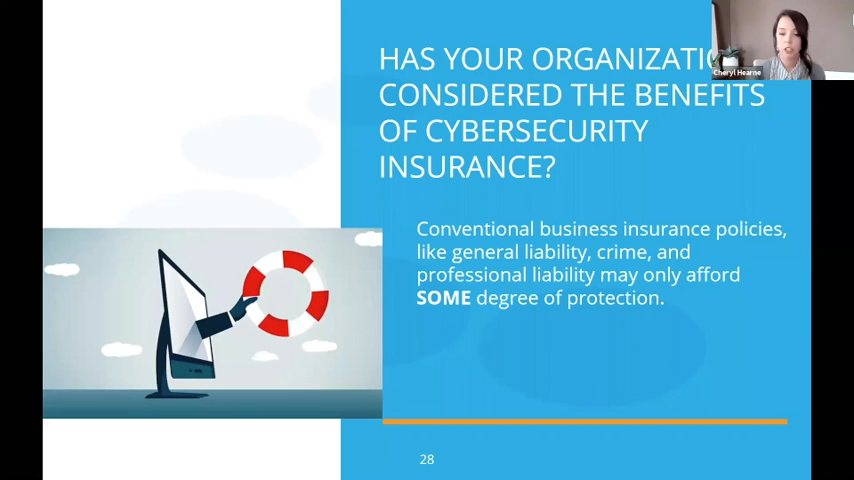 HAS YOUR ORGANIZATIO
CONSIDERED THE BENEFITS
OF CYBERSECURITY
INSURANCE?
Cheryl Hearne
Conventional business insurance policies,
like general liability, crime, and
professional liability may only afford
SOME degree of protection.
28